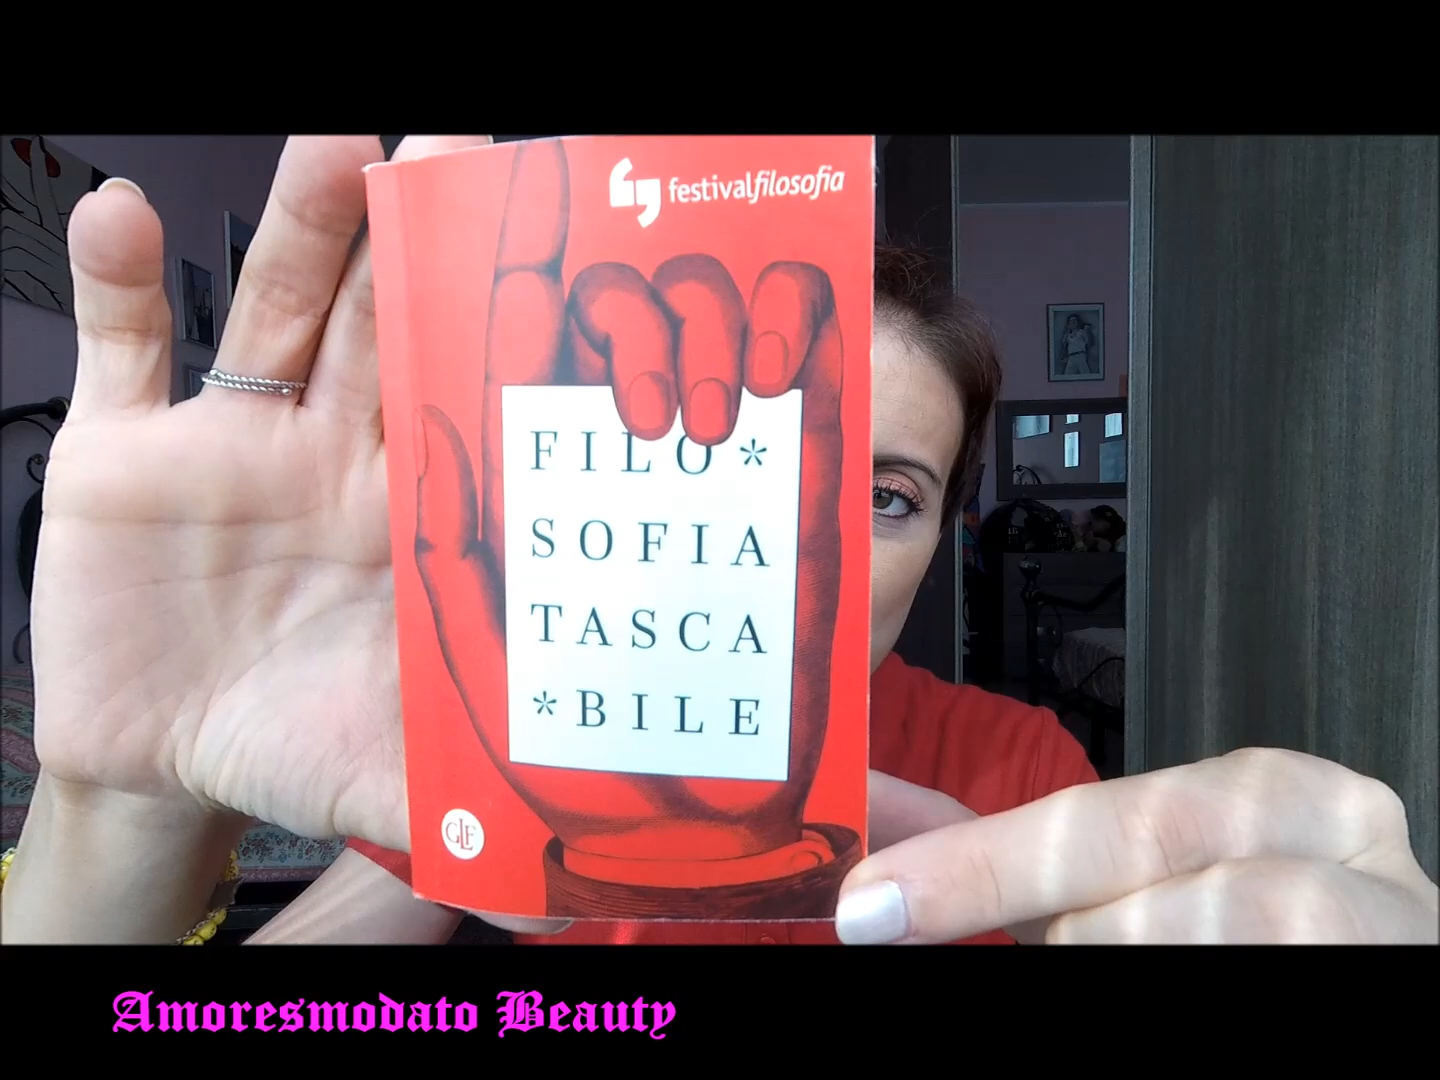 festivalfilosofia
FILO*
SOFIA
TASCA
*BILE
GLF
Amoresmodato Beauty